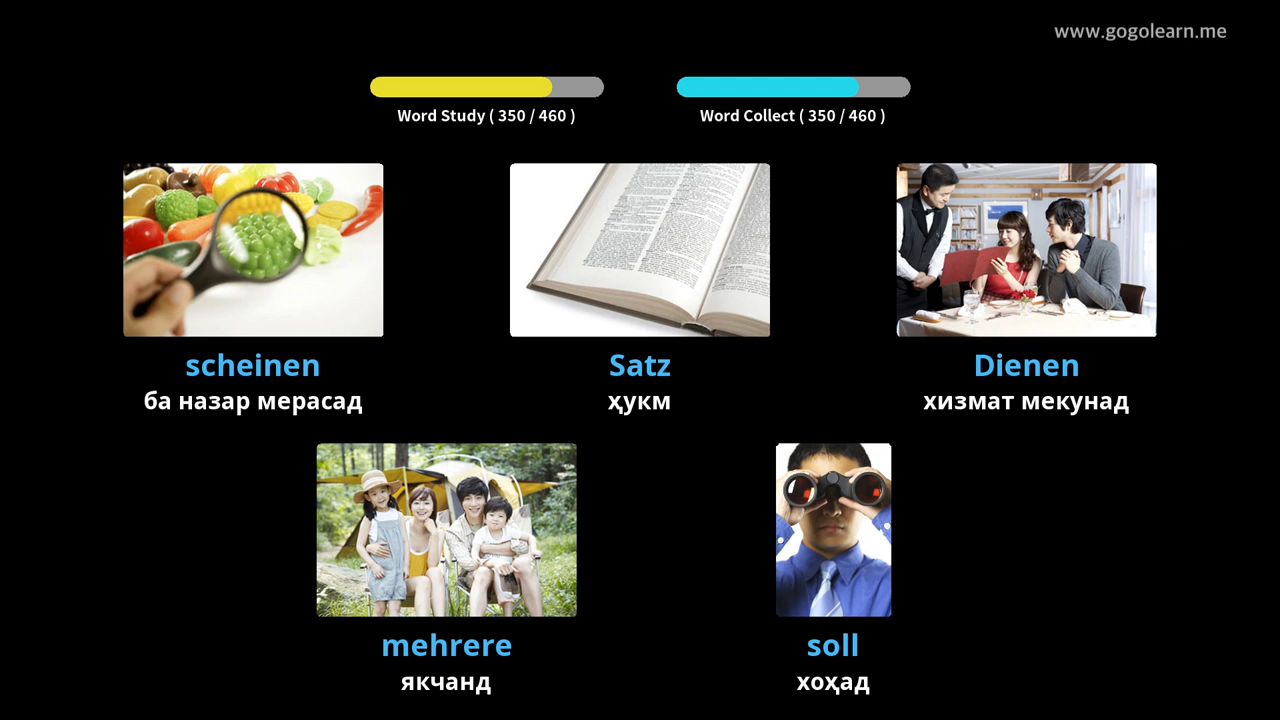 www.gogolearn.me
Word Study ( 350 / 460 )
Word Collect ( 350 / 460 )
scheinen
ба назар мерасад
Satz
ҳукм
Dienen
хизмат мекунад
mehrere
якчанд
soll
хоҳад